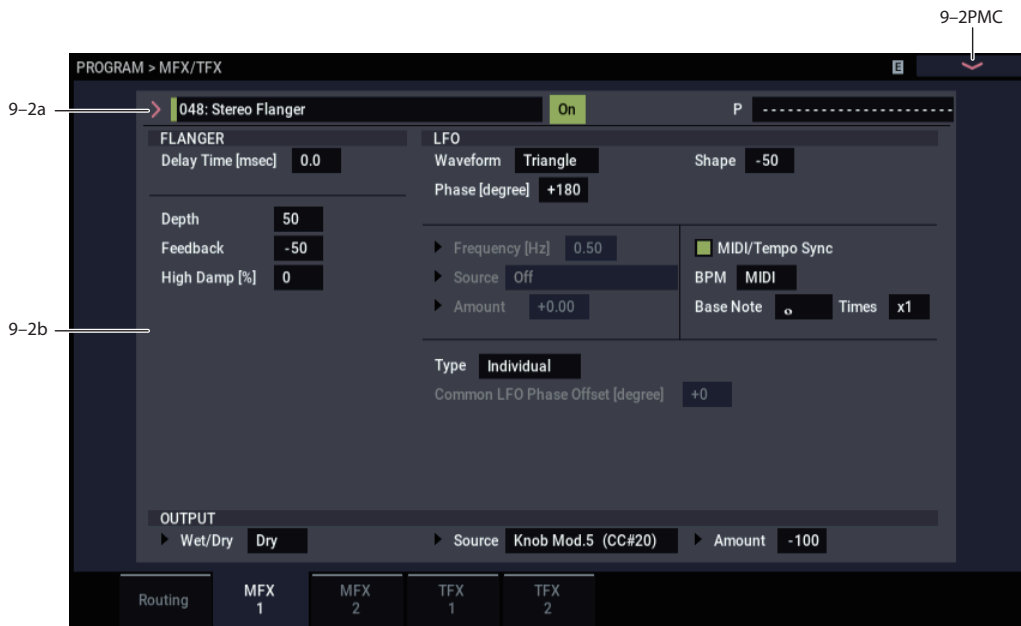 9–2PMC
PROGRAM > MFX/TFX E
9–2a
048: Stereo Flanger On P -----------------------
FLANGER
Delay Time [msec] 0.0
LFO
Waveform Triangle Shape -50
Phase [degree] +180
Depth 50
Feedback -50
High Damp [%] 0
Frequency [Hz] 0.50
Source Off
Amount +0.00
MIDI/Tempo Sync
BPM MIDI
Base Note 𝅝 Times x1
9–2b
Type Individual
Common LFO Phase Offset [degree] +0
OUTPUT
Wet/Dry Dry Source Knob Mod.5 (CC#20) Amount -100
Routing
MFX 1
MFX 2
TFX 1
TFX 2